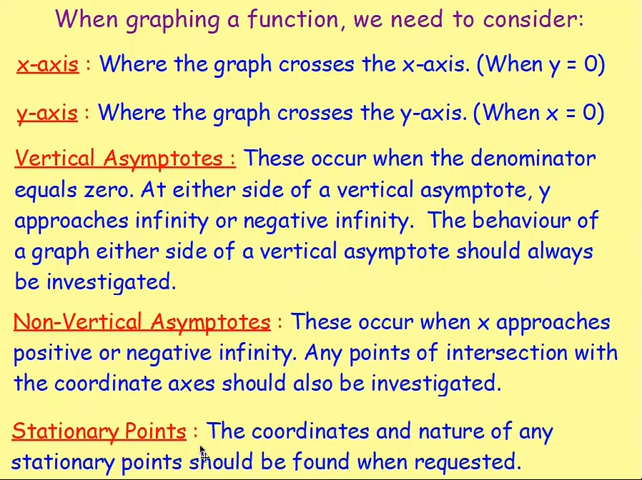 When graphing a function, we need to consider:
x-axis : Where the graph crosses the x-axis. (When y = 0)
y-axis : Where the graph crosses the y-axis. (When x = 0)
Vertical Asymptotes : These occur when the denominator
equals zero. At either side of a vertical asymptote, y
approaches infinity or negative infinity. The behaviour of
a graph either side of a vertical asymptote should always
be investigated.
Non-Vertical Asymptotes : These occur when x approaches
positive or negative infinity. Any points of intersection with
the coordinate axes should also be investigated.
Stationary Points : The coordinates and nature of any
stationary points should be found when requested.